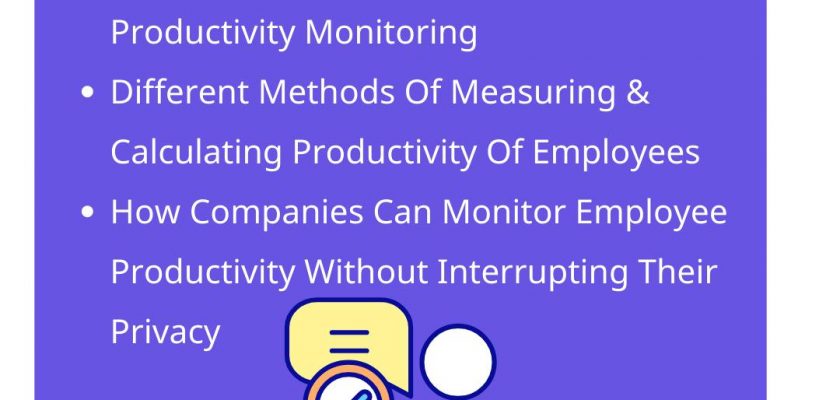 Productivity Monitoring
• Different Methods Of Measuring &
Calculating Productivity Of Employees
• How Companies Can Monitor Employee
Productivity Without Interrupting Their
Privacy